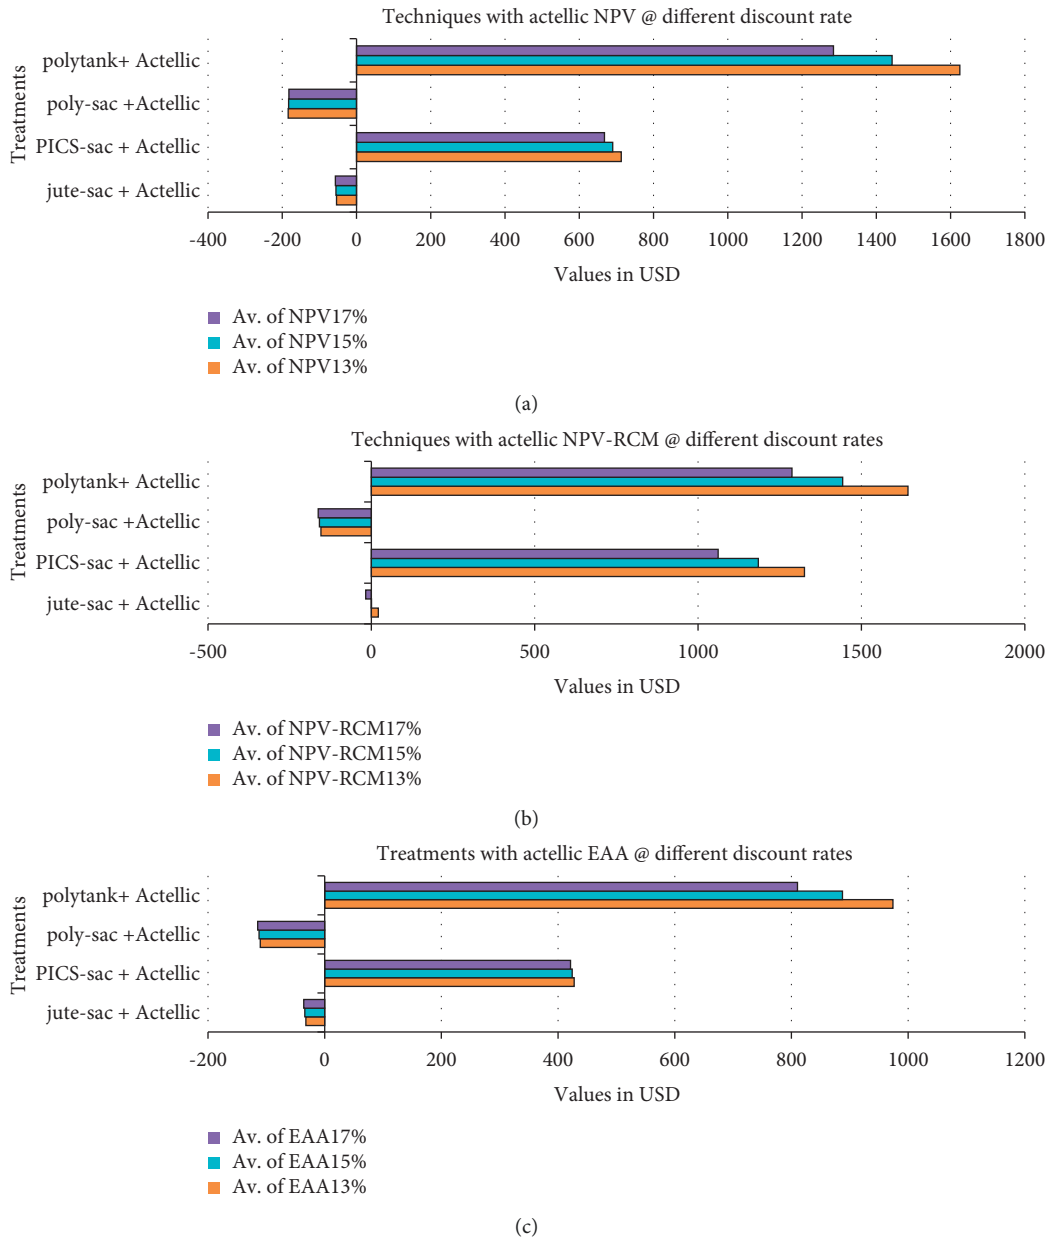 Techniques with actellic NPV @ different discount rate
Treatments
polytank+ Actellic
poly-sac +Actellic
PICS-sac + Actellic
jute-sac + Actellic
-400 -200 0 200 400 600 800 1000 1200 1400 1600 1800
Values in USD
Av. of NPV17%
Av. of NPV15%
Av. of NPV13%
(a)
Techniques with actellic NPV-RCM @ different discount rates
Treatments
polytank+ Actellic
poly-sac +Actellic
PICS-sac + Actellic
jute-sac + Actellic
-500 0 500 1000 1500 2000
Values in USD
Av. of NPV-RCM17%
Av. of NPV-RCM15%
Av. of NPV-RCM13%
(b)
Treatments with actellic EAA @ different discount rates
Treatments
polytank+ Actellic
poly-sac +Actellic
PICS-sac + Actellic
jute-sac + Actellic
-200 0 200 400 600 800 1000 1200
Values in USD
Av. of EAA17%
Av. of EAA15%
Av. of EAA13%
(c)